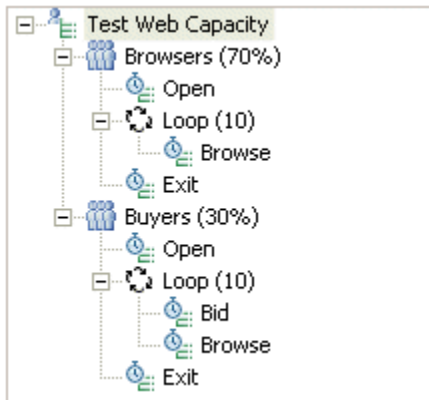 Test Web Capacity
Browsers (70%)
Open
Loop (10)
Browse
Exit
Buyers (30%)
Open
Loop (10)
Bid
Browse
Exit